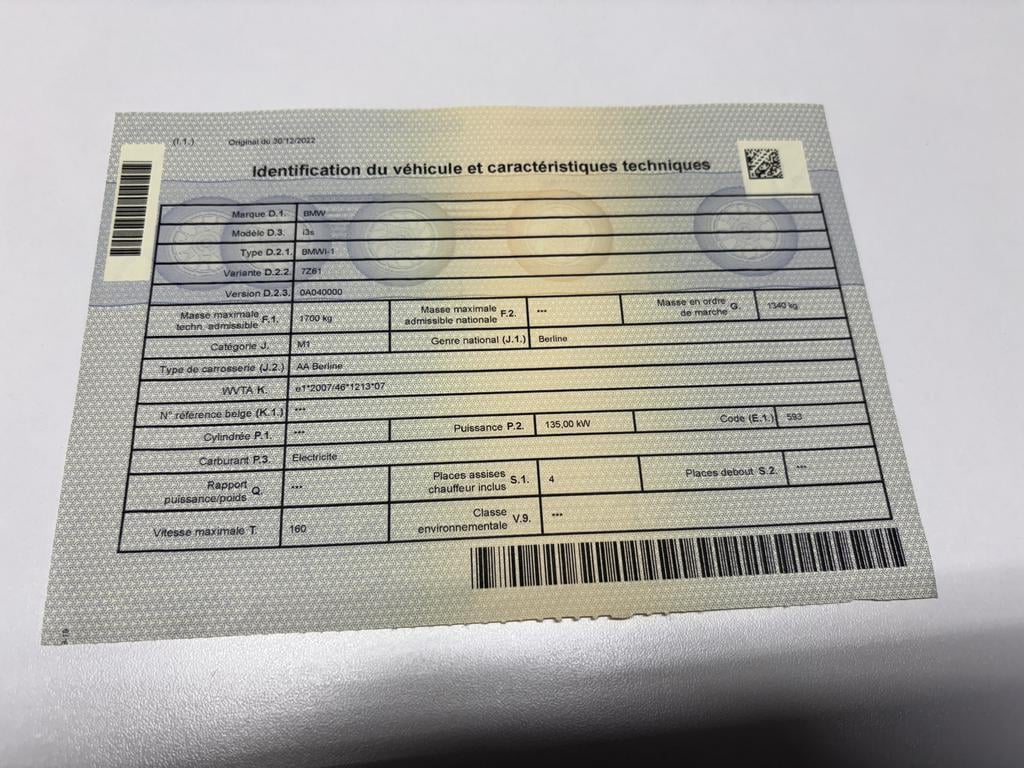 (I.1.) Original du 30/12/2022
Identification du véhicule et caractéristiques techniques
Marque D.1. BMW
Modèle D.3. i3s
Type D.2.1. BMWI-1
Variante D.2.2. 7Z61
Version D.2.3. 0A040000
Masse maximale techn. admissible F.1. 1700 kg Masse maximale admissible nationale F.2. *** Masse en ordre de marche G. 1340 kg
Catégorie J. M1 Genre national (J.1.) Berline
Type de carrosserie (J.2.) AA Berline
WVTA K. e1*2007/46*1213*07
N° référence belge (K.1.) ***
Cylindrée P.1. *** Puissance P.2. 135,00 kW Code (E.1.) 593
Carburant P.3. Electricite
Rapport puissance/poids Q. *** Places assises chauffeur inclus S.1. 4 Places debout S.2. ***
Vitesse maximale T. 160 Classe environnementale V.9. ***